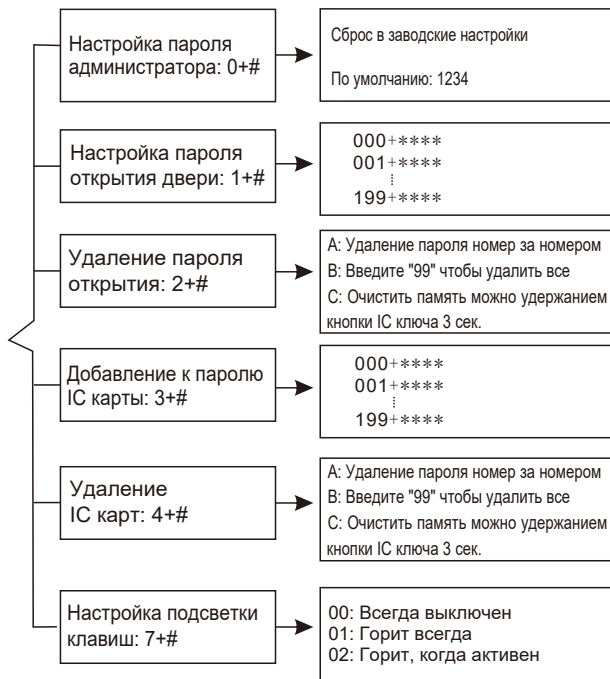 Настройка пароля
администратора: 0+#
Сброс в заводские настройки
По умолчанию: 1234
Настройка пароля
открытия двери: 1+#
000+****
001+****
⋮
199+****
Удаление пароля
открытия: 2+#
A: Удаление пароля номер за номером
B: Введите "99" чтобы удалить все
C: Очистить память можно удержанием
кнопки IC ключа 3 сек.
Добавление к паролю
IC карты: 3+#
000+****
001+****
⋮
199+****
Удаление
IC карт: 4+#
A: Удаление пароля номер за номером
B: Введите "99" чтобы удалить все
C: Очистить память можно удержанием
кнопки IC ключа 3 сек.
Настройка подсветки
клавиш: 7+#
00: Всегда выключен
01: Горит всегда
02: Горит, когда активен